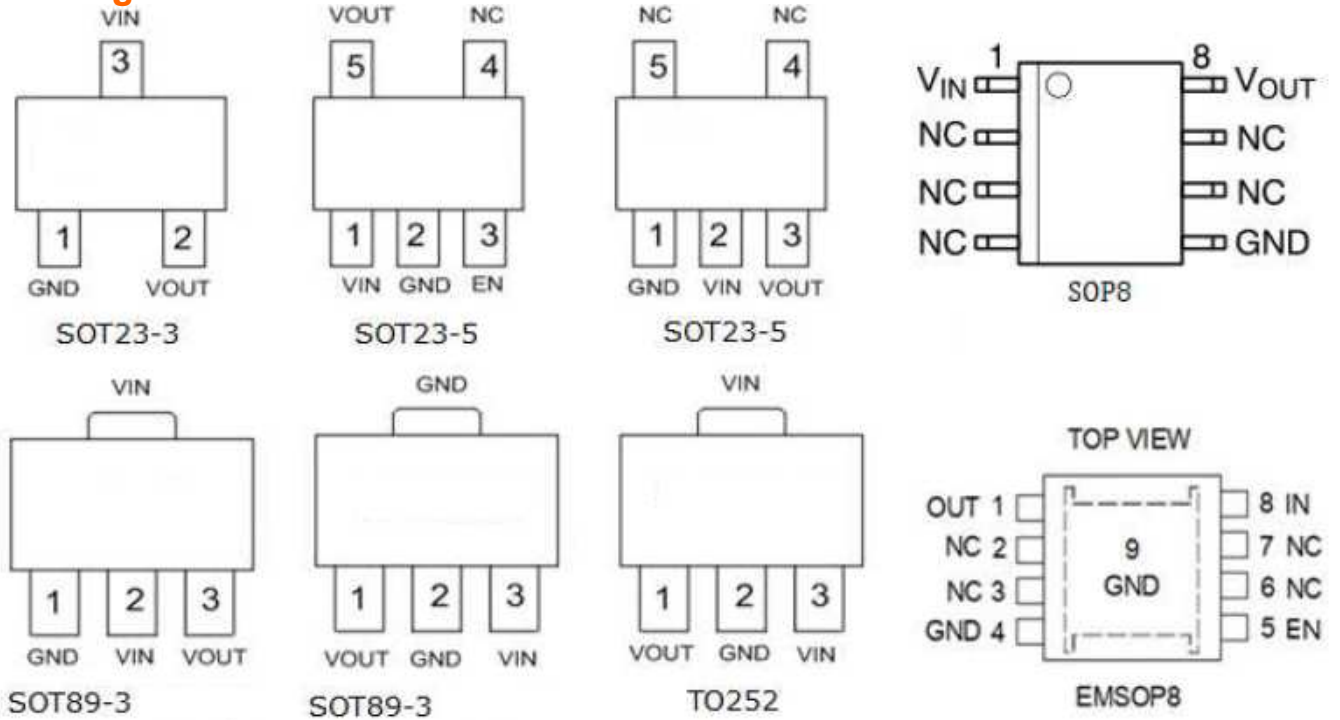 VIN
3
1 2
GND VOUT
SOT23-3
VOUT NC
5 4
1 2 3
VIN GND EN
SOT23-5
NC NC
5 4
1 2 3
GND VIN VOUT
SOT23-5
1 8
VIN VOUT
NC NC
NC NC
NC GND
SOP8
VIN
1 2 3
GND VIN VOUT
SOT89-3
GND
1 2 3
VOUT GND VIN
SOT89-3
VIN
1 2 3
VOUT GND VIN
TO252
TOP VIEW
OUT 1 8 IN
NC 2 9 7 NC
NC 3 GND 6 NC
GND 4 5 EN
EMSOP8